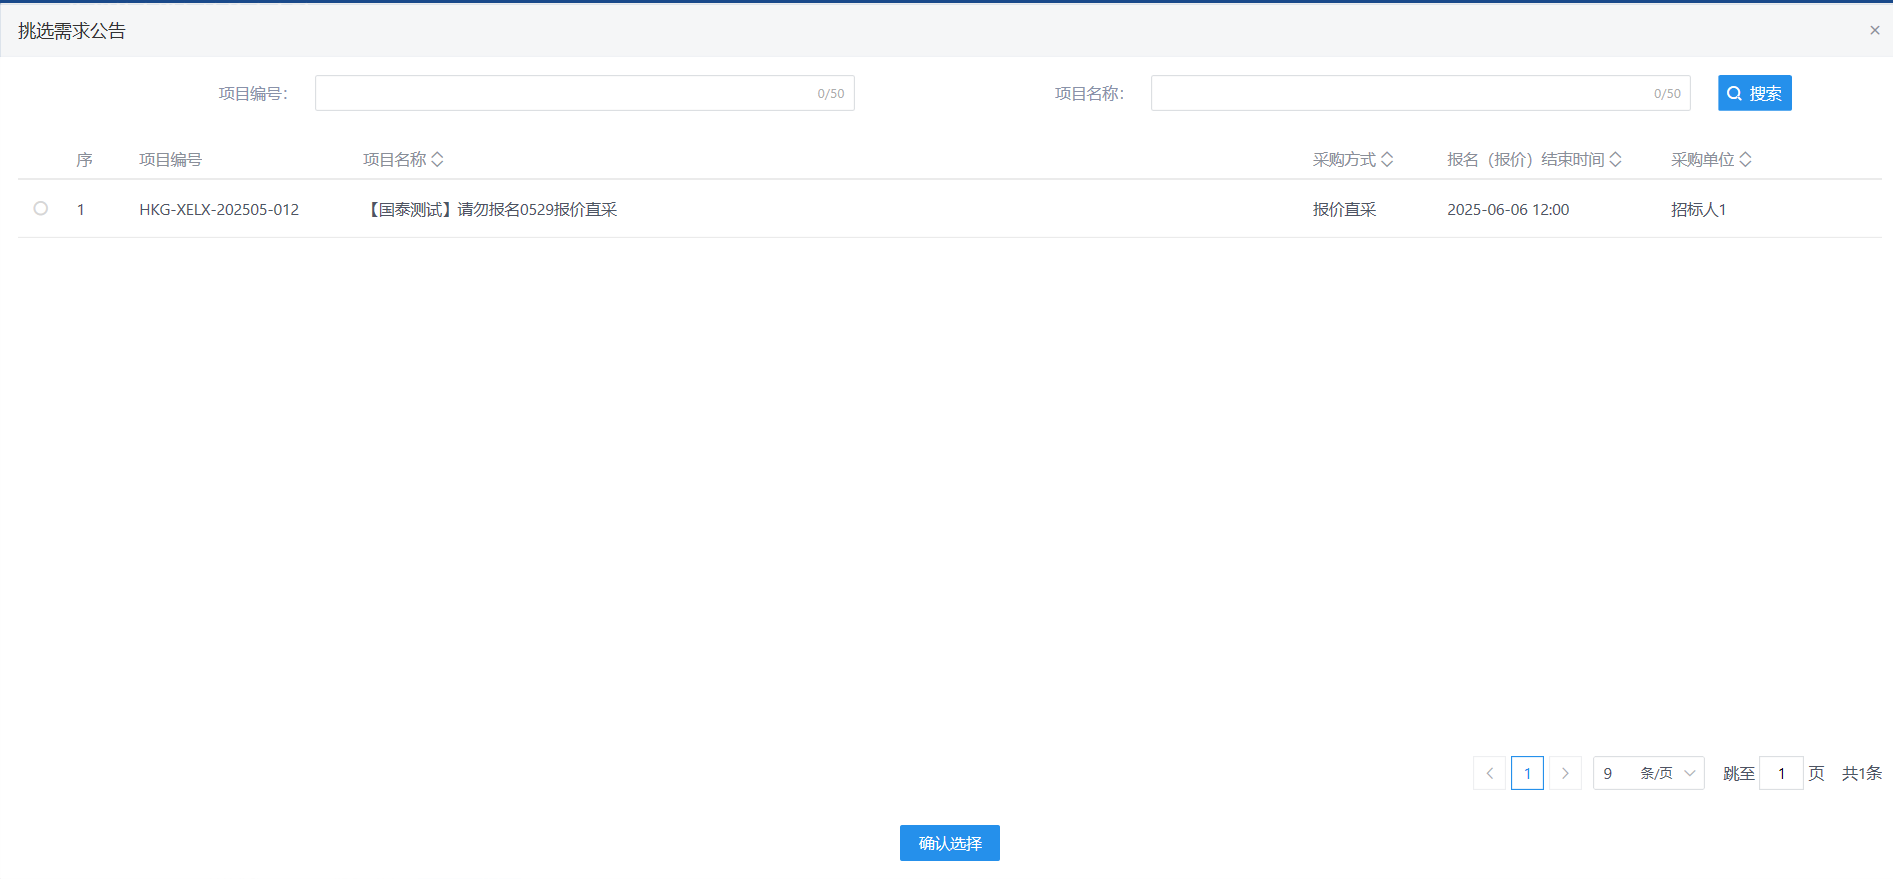 挑选需求公告
项目编号： 0/50 项目名称： 0/50 搜索
序 项目编号 项目名称 采购方式 报名（报价）结束时间 采购单位
1 HKG-XELX-202505-012 【国泰测试】请勿报名0529报价直采 报价直采 2025-06-06 12:00 招标人1
1 9 条/页 跳至 1 页 共1条
确认选择